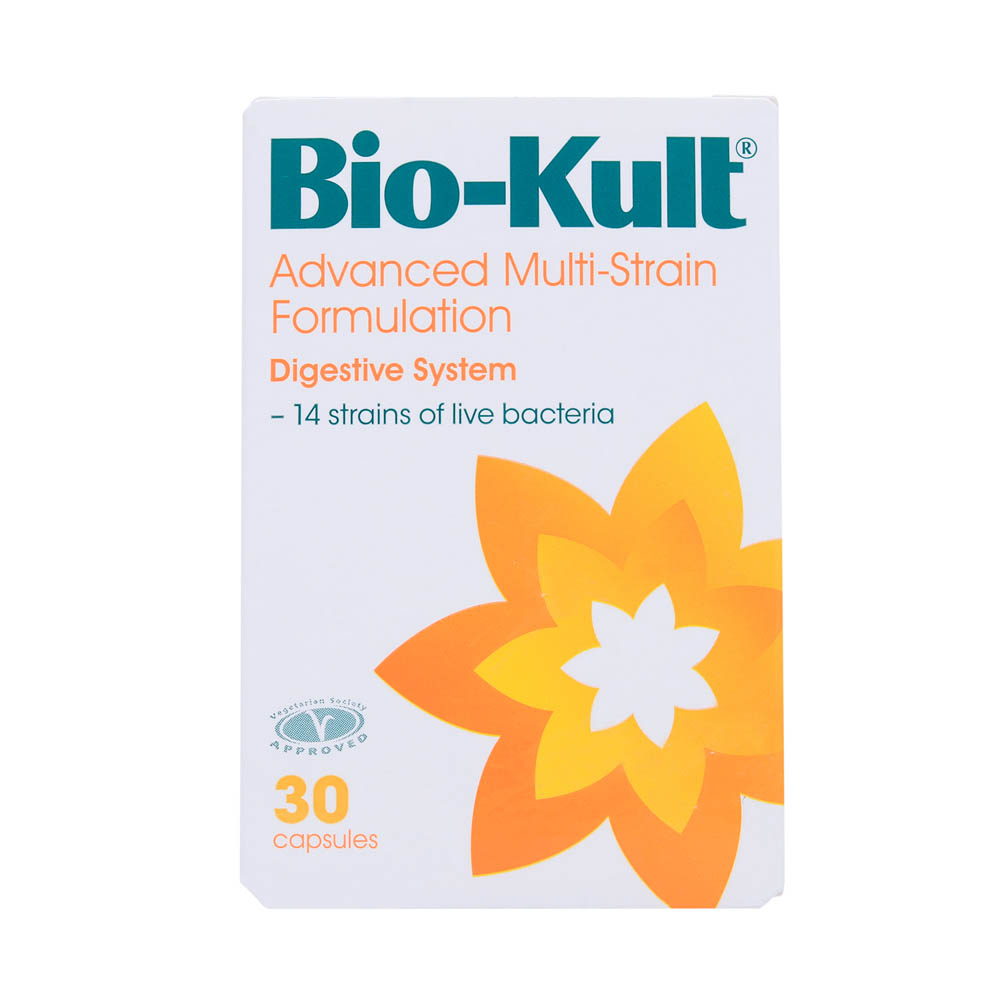 Bio-Kult®
Advanced Multi-Strain
Formulation
Digestive System
– 14 strains of live bacteria
Vegetarian Society
APPROVED
30
capsules